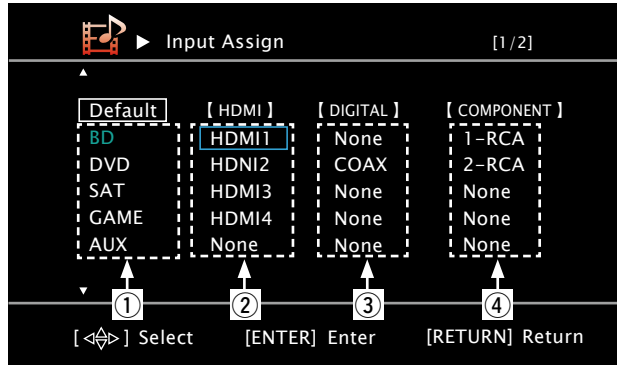 ▶ Input Assign [1/2]
Default 【 HDMI 】 【 DIGITAL 】 【 COMPONENT 】
BD HDMI1 None 1-RCA
DVD HDNI2 COAX 2-RCA
SAT HDMI3 None None
GAME HDMI4 None None
AUX None None None
① ② ③ ④
[◁△▽▷] Select [ENTER] Enter [RETURN] Return